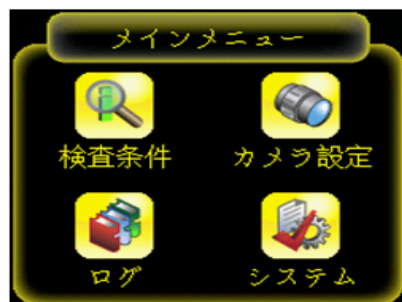 メインメニュー
検査条件
カメラ設定
ログ
システム